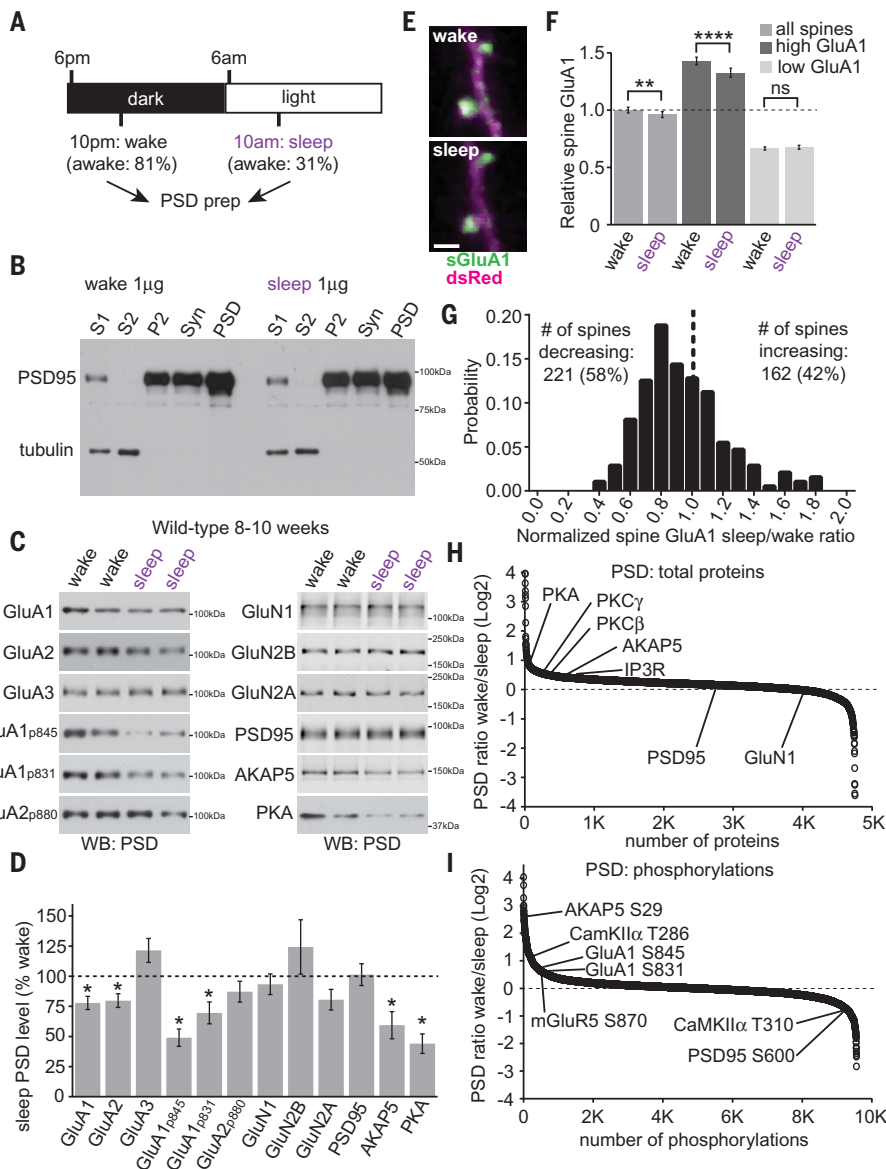 A
6pm
6am
dark
light
10pm: wake
(awake: 81%)
10am: sleep
(awake: 31%)
PSD prep
B
wake 1μg
sleep 1μg
S1 S2 P2 Syn PSD S1 S2 P2 Syn PSD
PSD95
tubulin
-100kDa
-75kDa
-50kDa
Wild-type 8-10 weeks
C
wake wake sleep sleep
GluA1 -100kDa
GluA2 -100kDa
GluA3 -100kDa
uA1p845 -100kDa
uA1p831 -100kDa
uA2p880 -100kDa
WB: PSD
wake wake sleep sleep
GluN1 -100kDa
GluN2B 250kDa 150kDa
GluN2A 250kDa 150kDa
PSD95 100kDa
AKAP5 -150kDa
PKA -37kDa
WB: PSD
D
sleep PSD level (% wake)
150
125
100
75
50
25
0
* * * * * *
GluA1 GluA2 GluA3 GluA1p845 GluA1p831 GluA2p880 GluN1 GluN2B GluN2A PSD95 AKAP5 PKA
E
wake
sleep
sGluA1
dsRed
F
all spines
high GluA1
low GluA1
Relative spine GluA1
1.5
1.0
0.5
0
**
****
ns
wake sleep wake sleep wake sleep
G
Probability
0.20
0.15
0.10
0.05
0.00
# of spines
decreasing:
221 (58%)
# of spines
increasing:
162 (42%)
0.0 0.2 0.4 0.6 0.8 1.0 1.2 1.4 1.6 1.8 2.0
Normalized spine GluA1 sleep/wake ratio
H
PSD: total proteins
PSD ratio wake/sleep (Log2)
4
3
2
1
0
-1
-2
-3
-4
PKA
PKCγ
PKCβ
AKAP5
IP3R
PSD95
GluN1
0 1K 2K 3K 4K 5K
number of proteins
I
PSD: phosphorylations
PSD ratio wake/sleep (Log2)
4
3
2
1
0
-1
-2
-3
-4
AKAP5 S29
CamKIIα T286
GluA1 S845
GluA1 S831
mGluR5 S870
CaMKIIα T310
PSD95 S600
0 2K 4K 6K 8K 10K
number of phosphorylations